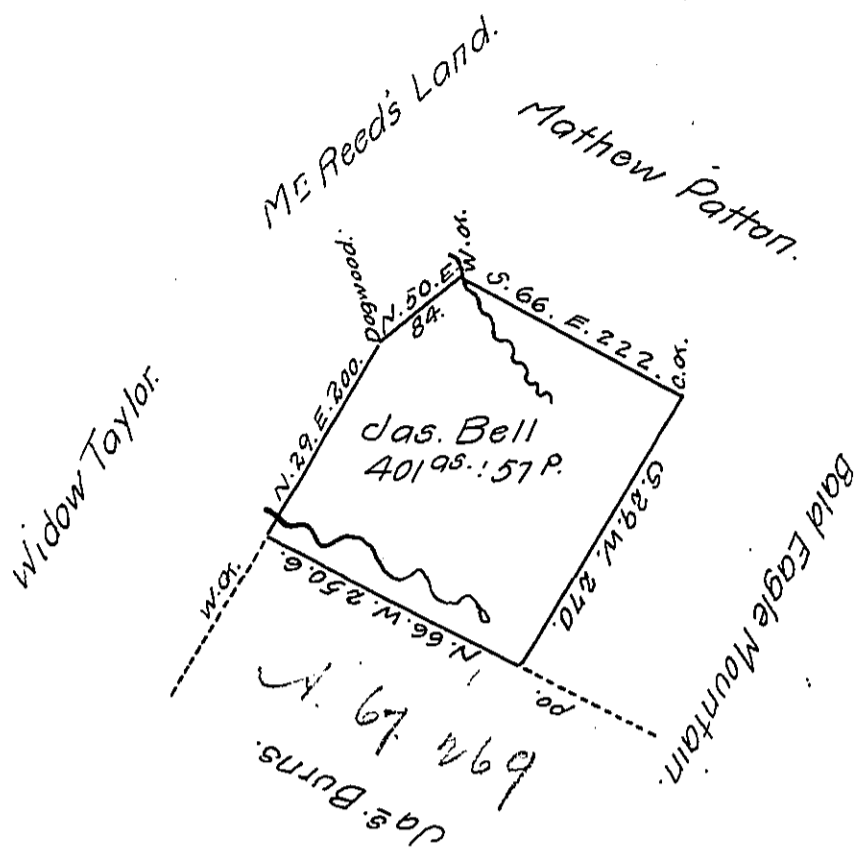 Mr. Reed's Land.
Mathew Patton.
Dogwood.
N. 50. E.
84.
W. O.
S. 66. E. 222.
C. O.
Widow Taylor.
N. 29. E. 200.
Jas. Bell
401 as. : 57 P.
S. 29. W. 270.
Bald Eagle Mountain.
W. O.
N. 66. W. 250.6.
po.
Jas. Burns.